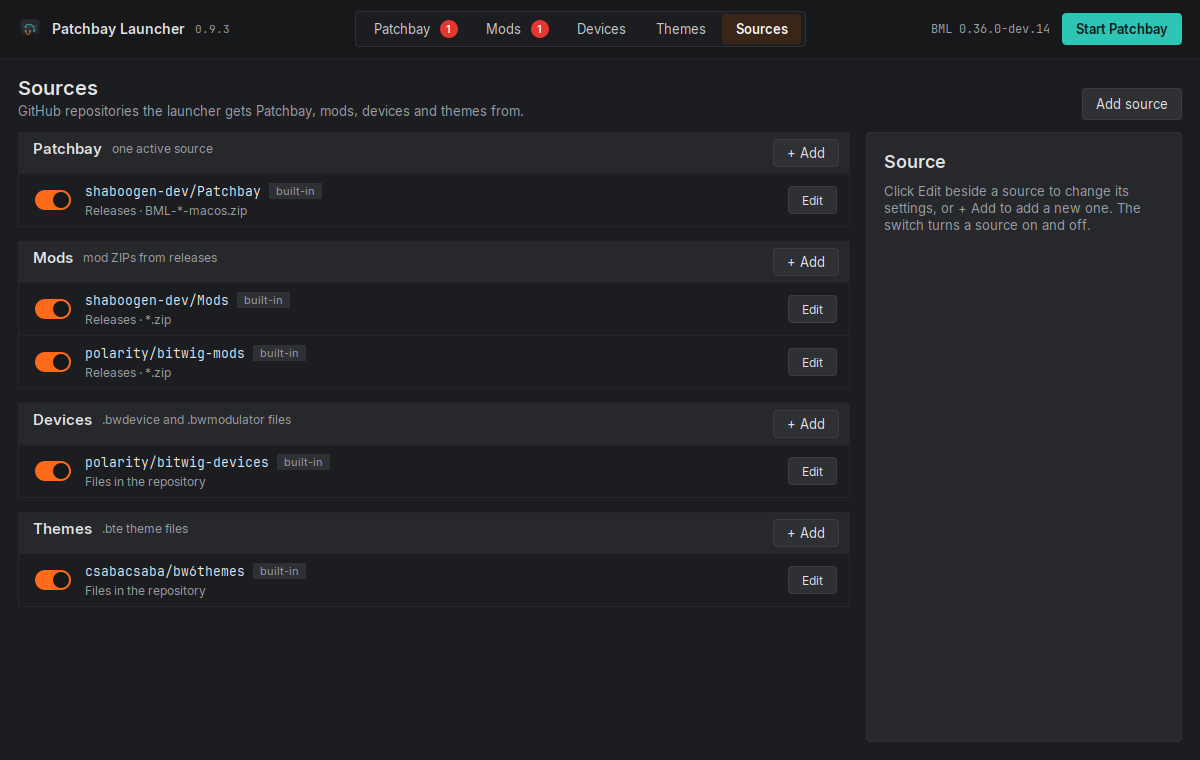 Patchbay Launcher 0.9.3
Patchbay 1 Mods 1 Devices Themes Sources
BML 0.36.0-dev.14 Start Patchbay
Sources
GitHub repositories the launcher gets Patchbay, mods, devices and themes from.
Add source
Patchbay one active source + Add
shaboogen-dev/Patchbay built-in
Releases · BML-*-macos.zip
Edit
Mods mod ZIPs from releases + Add
shaboogen-dev/Mods built-in
Releases · *.zip
Edit
polarity/bitwig-mods built-in
Releases · *.zip
Edit
Devices .bwdevice and .bwmodulator files + Add
polarity/bitwig-devices built-in
Files in the repository
Edit
Themes .bte theme files + Add
csabacsaba/bwóthemes built-in
Files in the repository
Edit
Source
Click Edit beside a source to change its
settings, or + Add to add a new one. The
switch turns a source on and off.